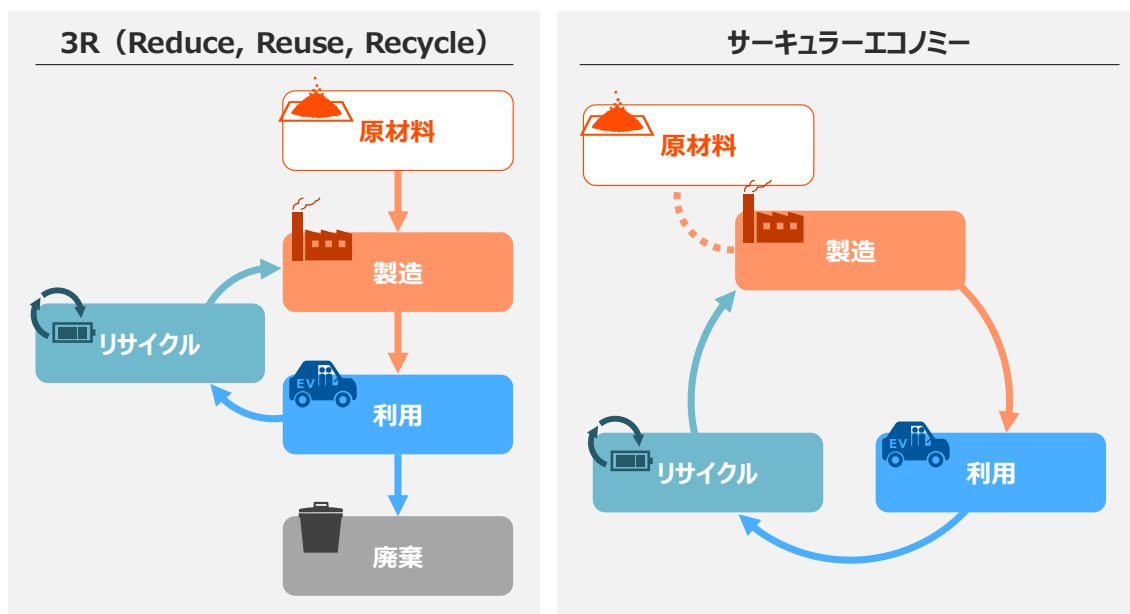 3R（Reduce, Reuse, Recycle）
原材料
製造
リサイクル
EV
利用
廃棄
サーキュラーエコノミー
原材料
製造
リサイクル
EV
利用